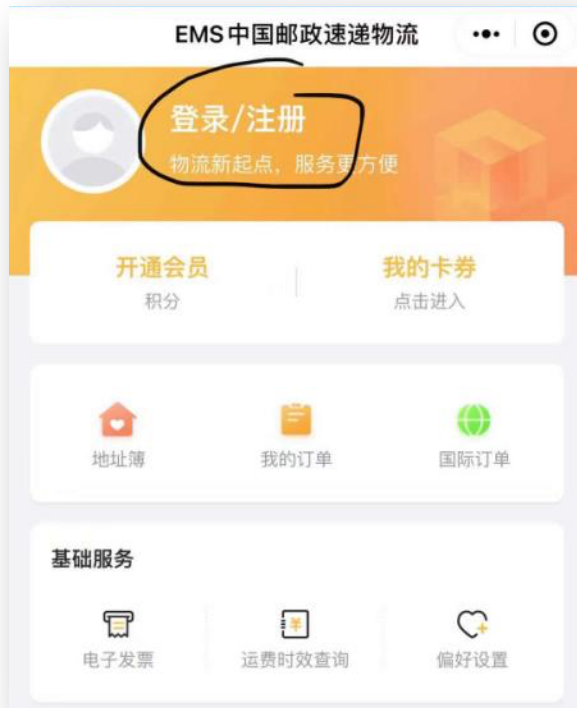 EMS中国邮政速递物流
登录/注册
物流新起点，服务更方便
开通会员 我的卡券
积分 点击进入
地址簿 我的订单 国际订单
基础服务
电子发票 运费时效查询 偏好设置